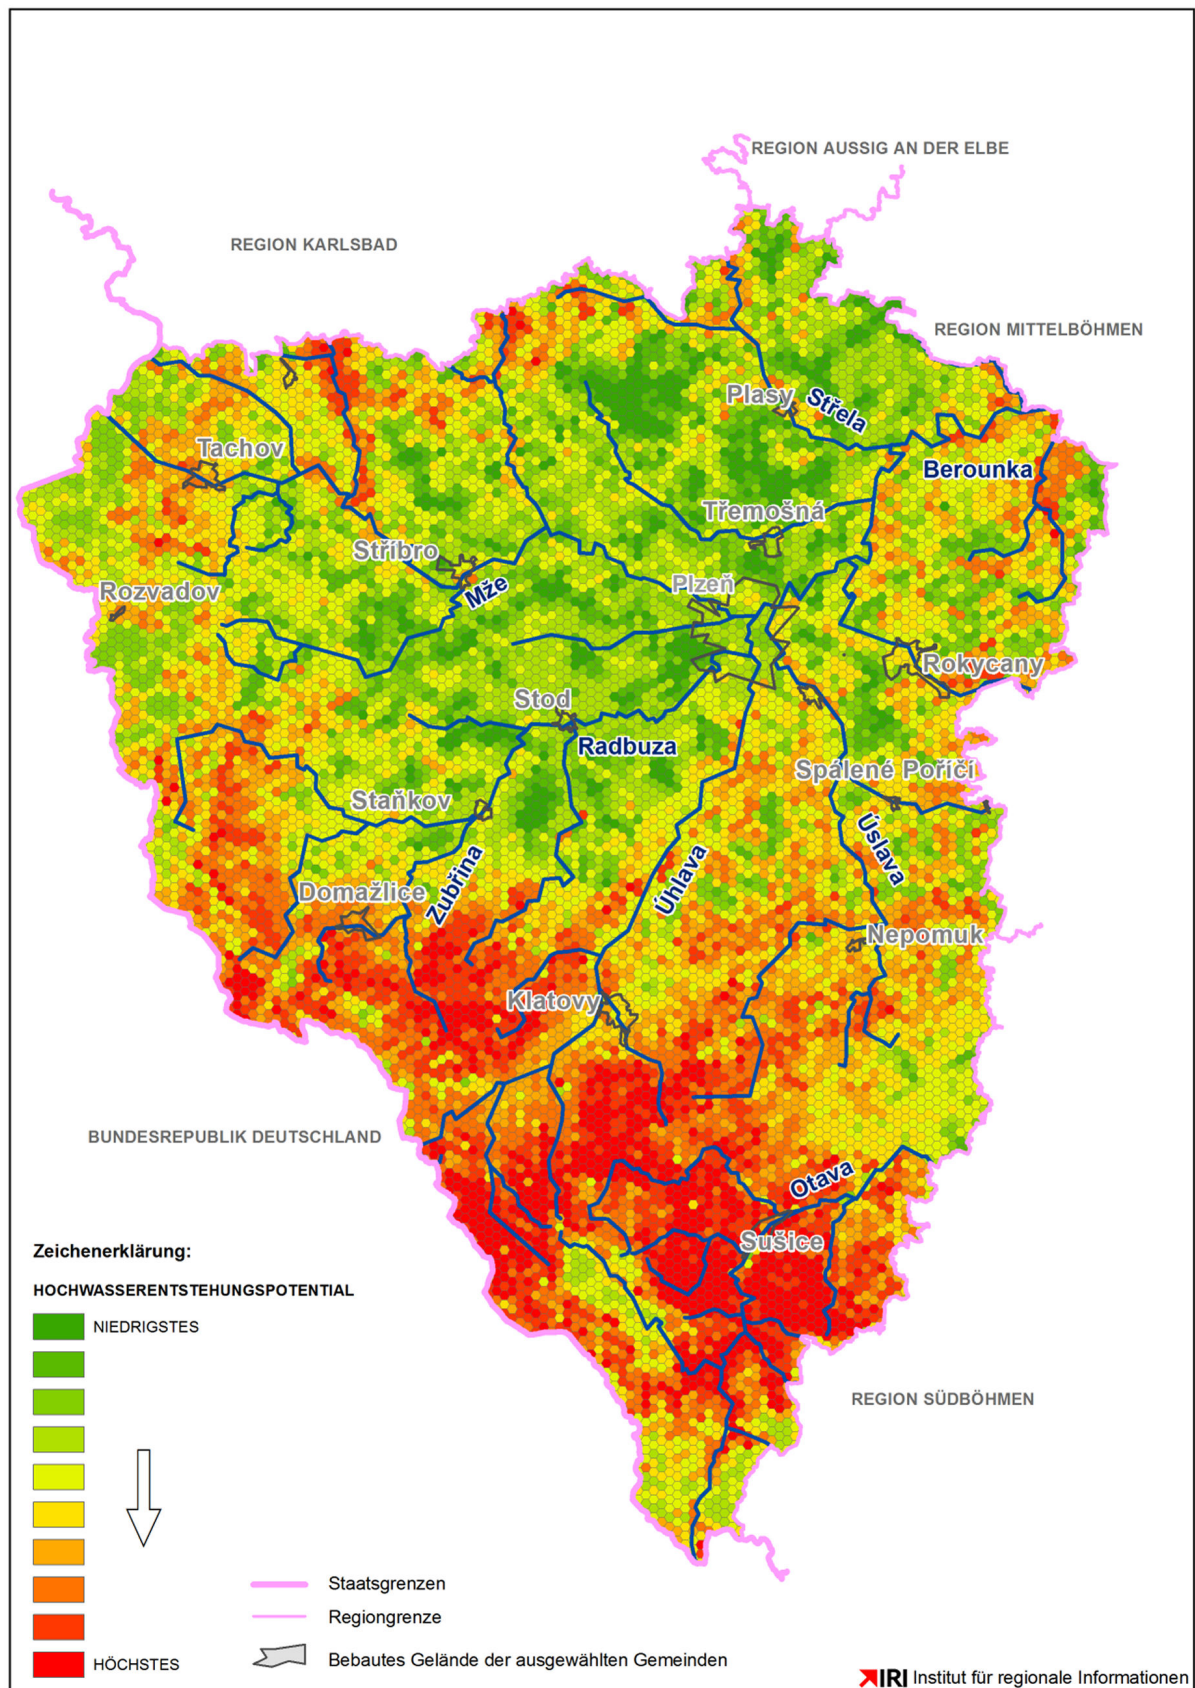 REGION AUSSIG AN DER ELBE
REGION KARLSBAD
REGION MITTELBÖHMEN
Plasy
Střela
Tachov
Berounka
Třemošná
Stříbro
Mže
Plzeň
Rozvadov
Rokycany
Stod
Radbuza
Spálené Poříčí
Staňkov
Úslava
Zubřina
Úhlava
Domažlice
Nepomuk
Klatovy
BUNDESREPUBLIK DEUTSCHLAND
Otava
Sušice
Zeichenerklärung:
HOCHWASSERENTSTEHUNGSPOTENTIAL
NIEDRIGSTES
HÖCHSTES
REGION SÜDBÖHMEN
Staatsgrenzen
Regiongrenze
Bebautes Gelände der ausgewählten Gemeinden
IRI Institut für regionale Informationen